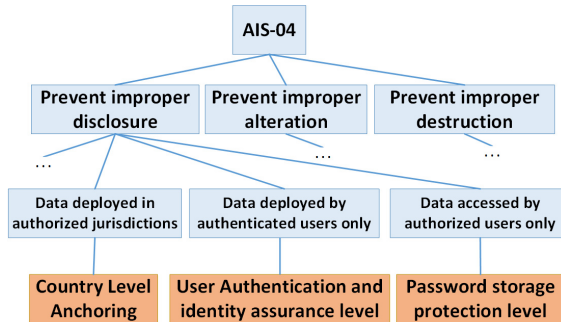 AIS-04
Prevent improper
disclosure
Prevent improper
alteration
Prevent improper
destruction
...
...
...
Data deployed in
authorized jurisdictions
Data deployed by
authenticated users only
Data accessed by
authorized users only
Country Level
Anchoring
User Authentication and
identity assurance level
Password storage
protection level